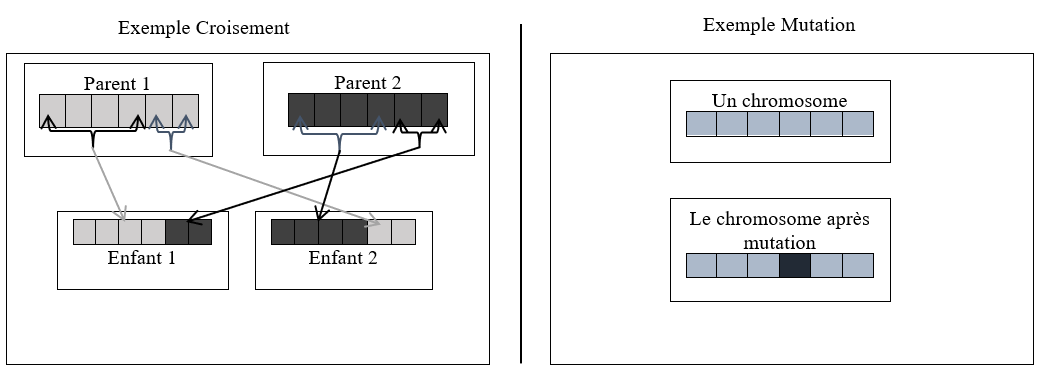 Exemple Croisement
Parent 1
Parent 2
Enfant 1
Enfant 2
Exemple Mutation
Un chromosome
Le chromosome après
mutation